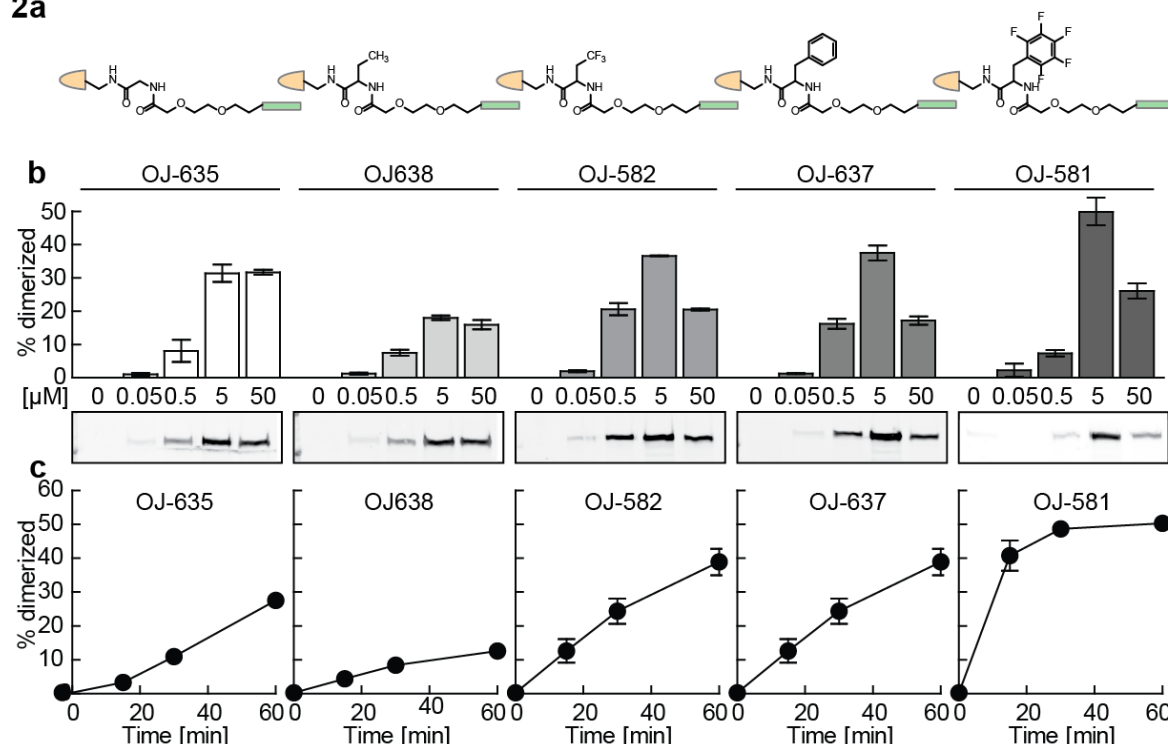 2a
H N O NH O O O
CH3 H N O NH O O O
CF3 H N O NH O O O
H N O NH O O O
F F F F F H N O NH O O O
b OJ-635 OJ638 OJ-582 OJ-637 OJ-581
% dimerized
50
40
30
20
10
0
[µM] 0 0.05 0.5 5 50 0 0.05 0.5 5 50 0 0.05 0.5 5 50 0 0.05 0.5 5 50 0 0.05 0.5 5 50
c
% dimerized
60
50
40
30
20
10
OJ-635 OJ638 OJ-582 OJ-637 OJ-581
0 20 40 60 0 20 40 60 0 20 40 60 0 20 40 60 0 20 40 60
Time [min] Time [min] Time [min] Time [min] Time [min]